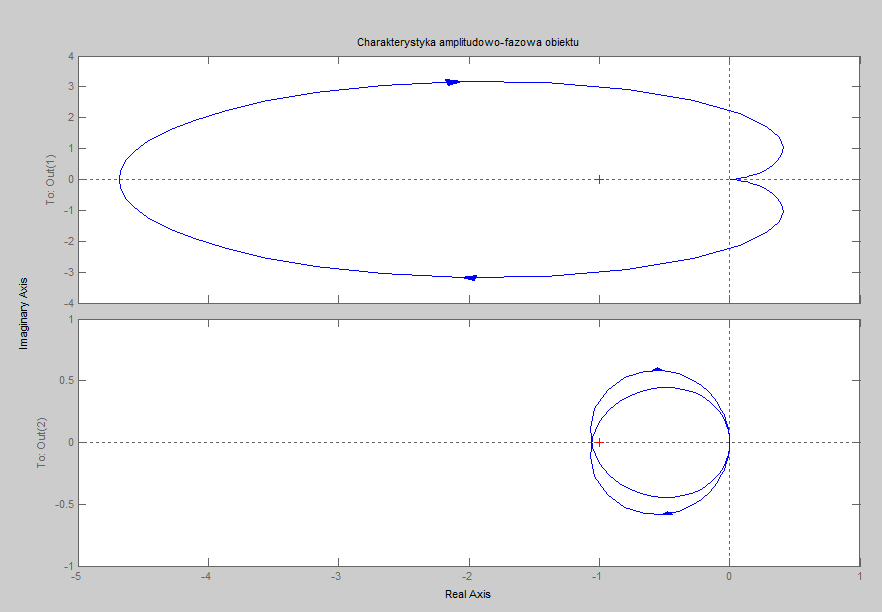 Charakterystyka amplitudowo-fazowa obiektu
4
3
2
1
0
-1
-2
-3
-4
To: Out(1)
Imaginary Axis
1
0.5
0
-0.5
-1
To: Out(2)
-5 -4 -3 -2 -1 0 1
Real Axis